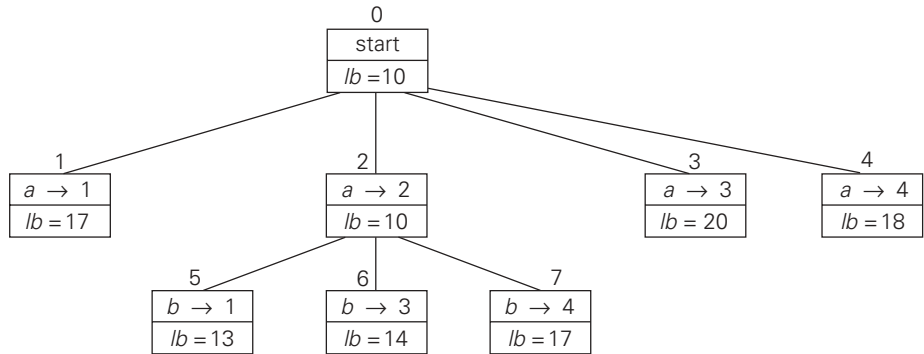 0
start
lb = 10
1
2
3
4
a → 1
a → 2
a → 3
a → 4
lb = 17
lb = 10
lb = 20
lb = 18
5
6
7
b → 1
b → 3
b → 4
lb = 13
lb = 14
lb = 17